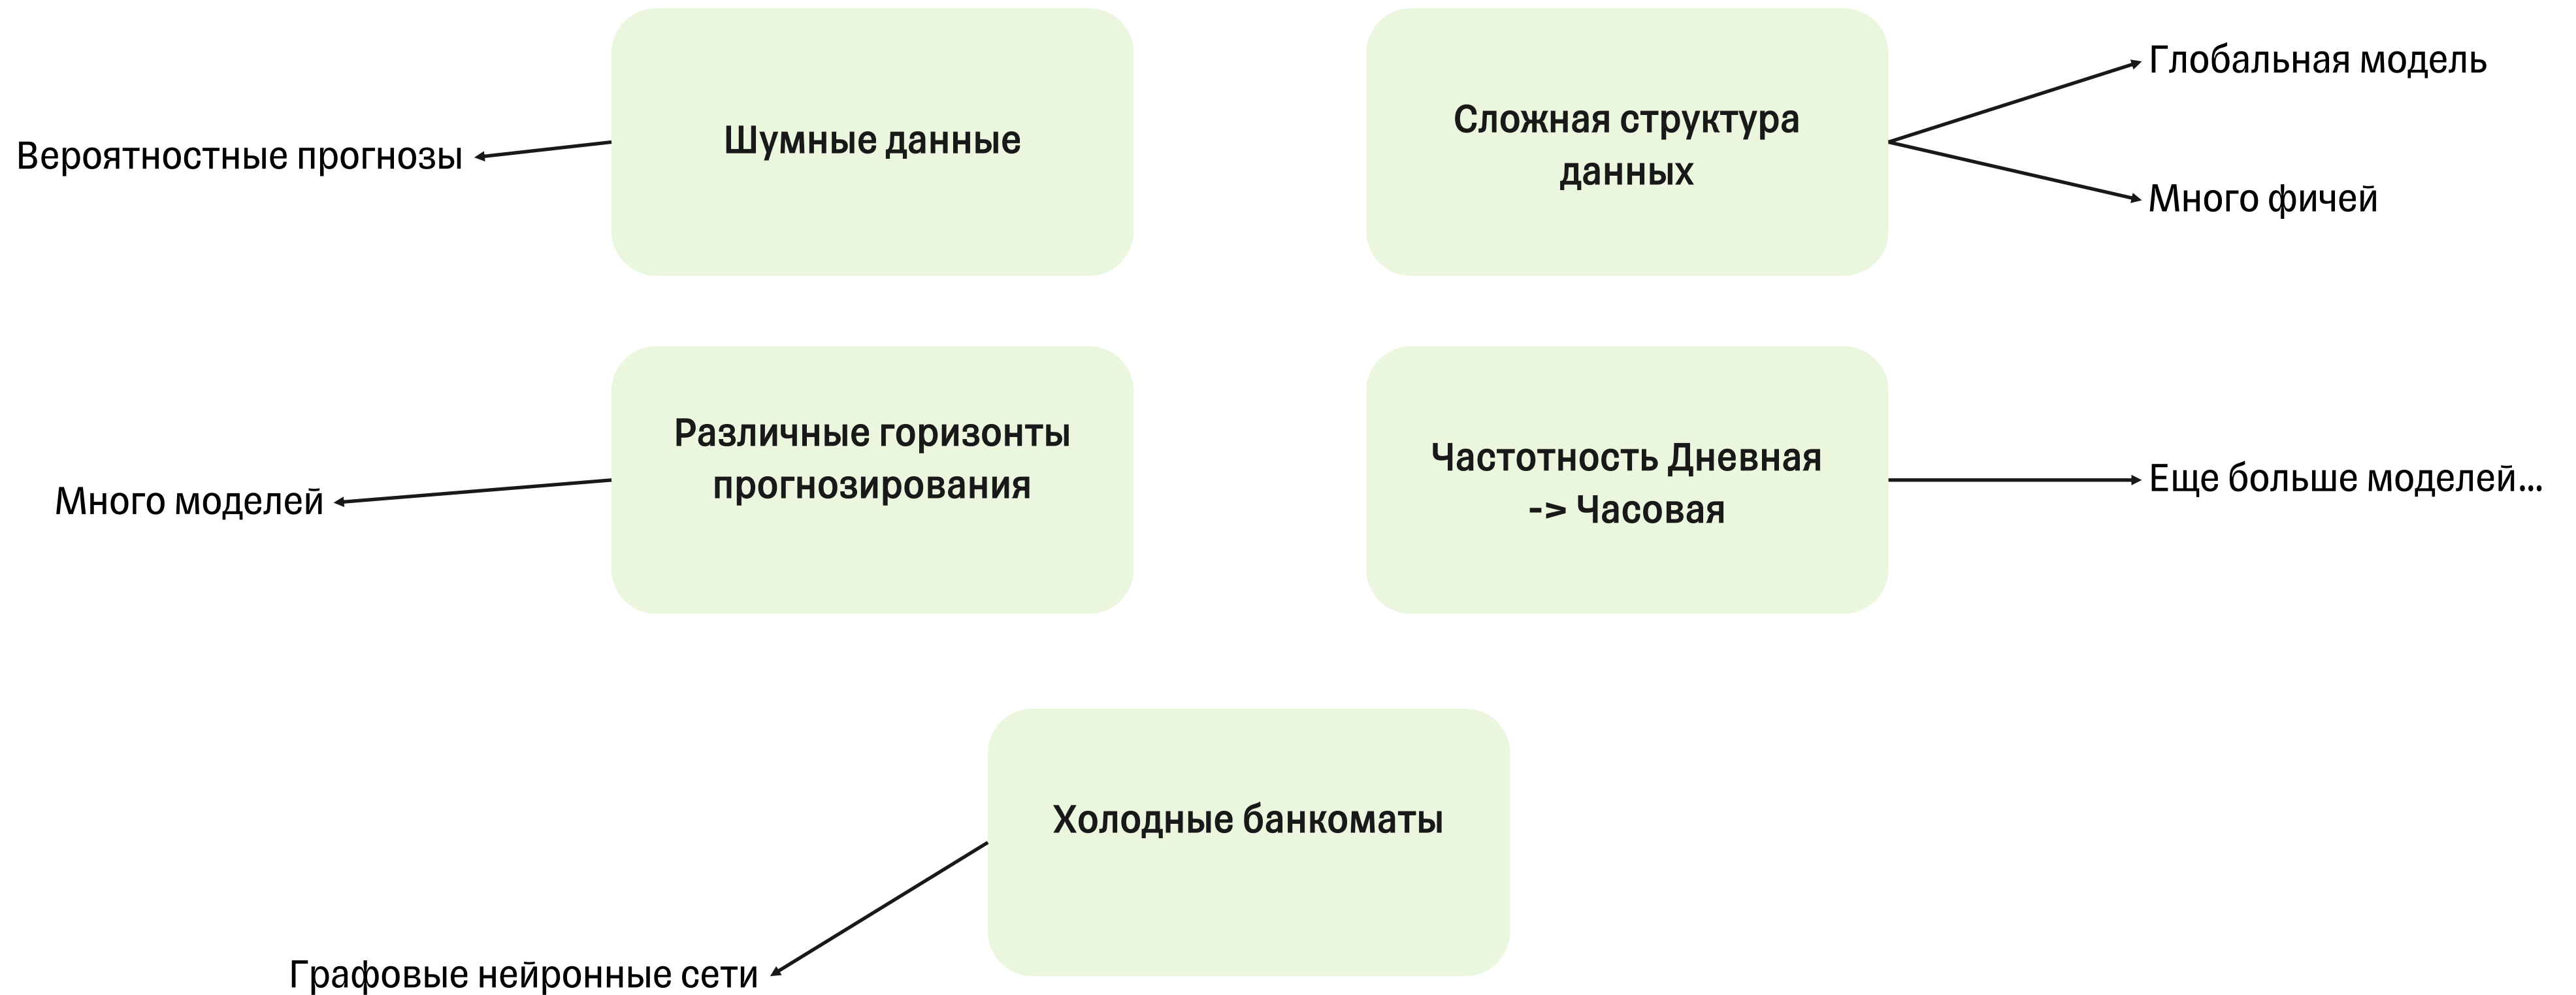 Вероятностные прогнозы
Шумные данные
Сложная структура
данных
Глобальная модель
Много фичей
Много моделей
Различные горизонты
прогнозирования
Частотность Дневная
-> Часовая
Еще больше моделей...
Холодные банкоматы
Графовые нейронные сети